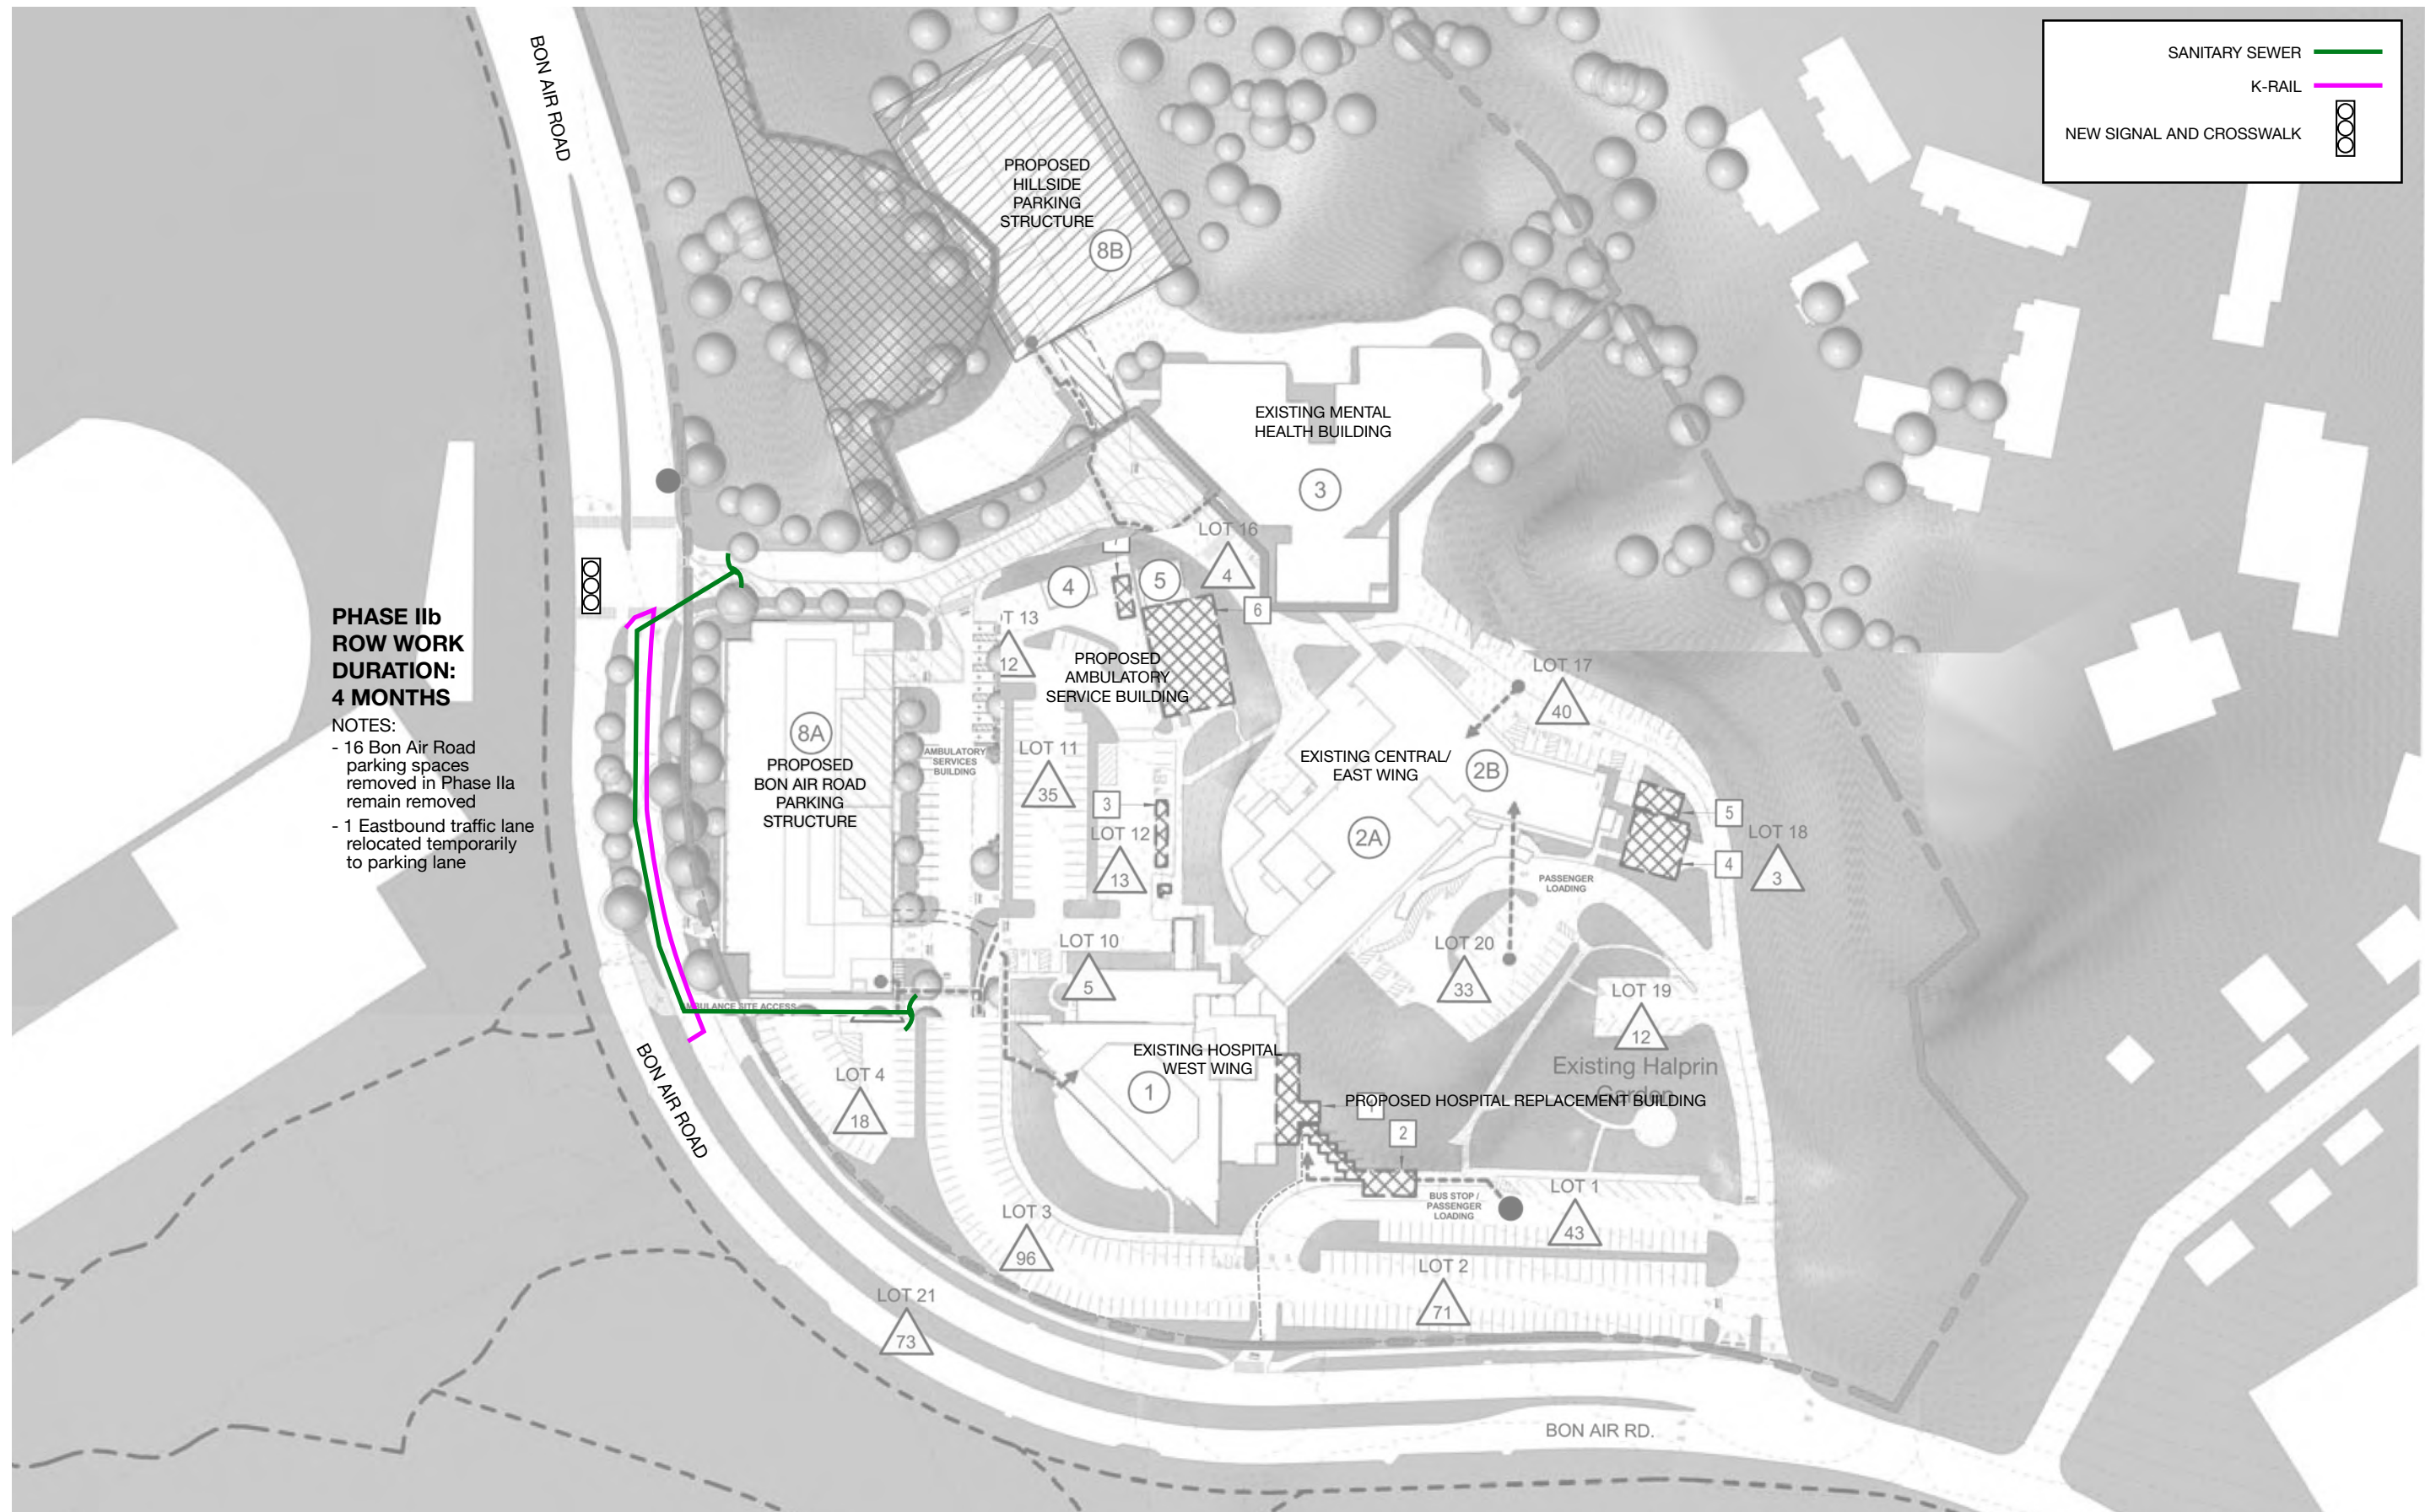 BON AIR ROAD
SANITARY SEWER
K-RAIL
NEW SIGNAL AND CROSSWALK
PROPOSED
HILLSIDE
PARKING
STRUCTURE
8B
EXISTING MENTAL
HEALTH BUILDING
3
LOT 16
4
4
5
7
6
PHASE IIb
ROW WORK
DURATION:
4 MONTHS
NOTES:
- 16 Bon Air Road
parking spaces
removed in Phase IIa
remain removed
- 1 Eastbound traffic lane
relocated temporarily
to parking lane
T 13
12
PROPOSED
AMBULATORY
SERVICE BUILDING
LOT 17
40
8A
PROPOSED
BON AIR ROAD
PARKING
STRUCTURE
AMBULATORY
SERVICES
BUILDING
LOT 11
35
3
LOT 12
13
EXISTING CENTRAL/
EAST WING
2B
2A
5
4
LOT 18
3
PASSENGER
LOADING
LOT 10
5
LOT 20
33
LOT 19
12
AMBULANCE SITE ACCESS
BON AIR ROAD
LOT 4
18
EXISTING HOSPITAL
WEST WING
1
Existing Halprin
Garden
PROPOSED HOSPITAL REPLACEMENT BUILDING
1
2
BUS STOP /
PASSENGER
LOADING
LOT 1
43
LOT 3
96
LOT 2
71
LOT 21
73
BON AIR RD.